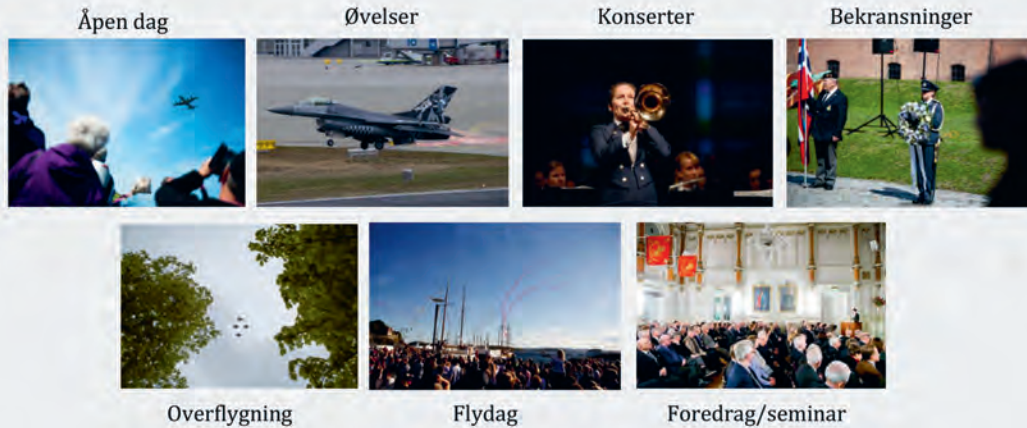 Åpen dag
Øvelser
Konserter
Bekransninger
Overflygning
Flydag
Foredrag/seminar